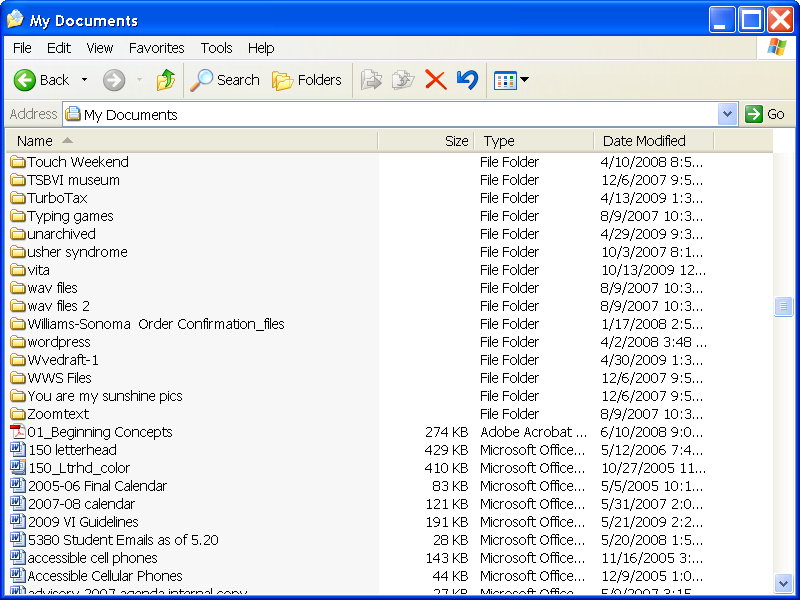 My Documents
File Edit View Favorites Tools Help
Back Search Folders
Address My Documents Go
Name Size Type Date Modified
Touch Weekend File Folder 4/10/2008 8:5...
TSBVI museum File Folder 12/6/2007 9:5...
TurboTax File Folder 4/13/2009 1:3...
Typing games File Folder 8/9/2007 10:3...
unarchived File Folder 4/29/2009 9:3...
usher syndrome File Folder 10/3/2007 8:1...
vita File Folder 10/13/2009 12...
wav files File Folder 8/9/2007 10:3...
wav files 2 File Folder 8/9/2007 10:3...
Williams-Sonoma  Order Confirmation_files File Folder 1/17/2008 2:5...
wordpress File Folder 4/2/2008 3:48 ...
Wvedraft-1 File Folder 4/30/2009 1:3...
WWS Files File Folder 12/6/2007 9:5...
You are my sunshine pics File Folder 12/6/2007 9:5...
Zoomtext File Folder 8/9/2007 10:3...
01_Beginning Concepts 274 KB Adobe Acrobat ... 6/10/2008 9:0...
150 letterhead 429 KB Microsoft Office... 5/12/2006 7:4...
150_Ltrhd_color 410 KB Microsoft Office... 10/27/2005 11...
2005-06 Final Calendar 83 KB Microsoft Office... 5/5/2005 10:1...
2007-08 calendar 121 KB Microsoft Office... 5/31/2007 2:0...
2009 VI Guidelines 191 KB Microsoft Office... 5/21/2009 2:2...
5380 Student Emails as of 5.20 28 KB Microsoft Office... 5/20/2008 1:5...
accessible cell phones 143 KB Microsoft Office... 11/16/2005 3:...
Accessible Cellular Phones 44 KB Microsoft Office... 12/9/2005 1:0...
advisory 2007 agenda internal copy 27 KB Microsoft Office... 5/9/2007 3:15